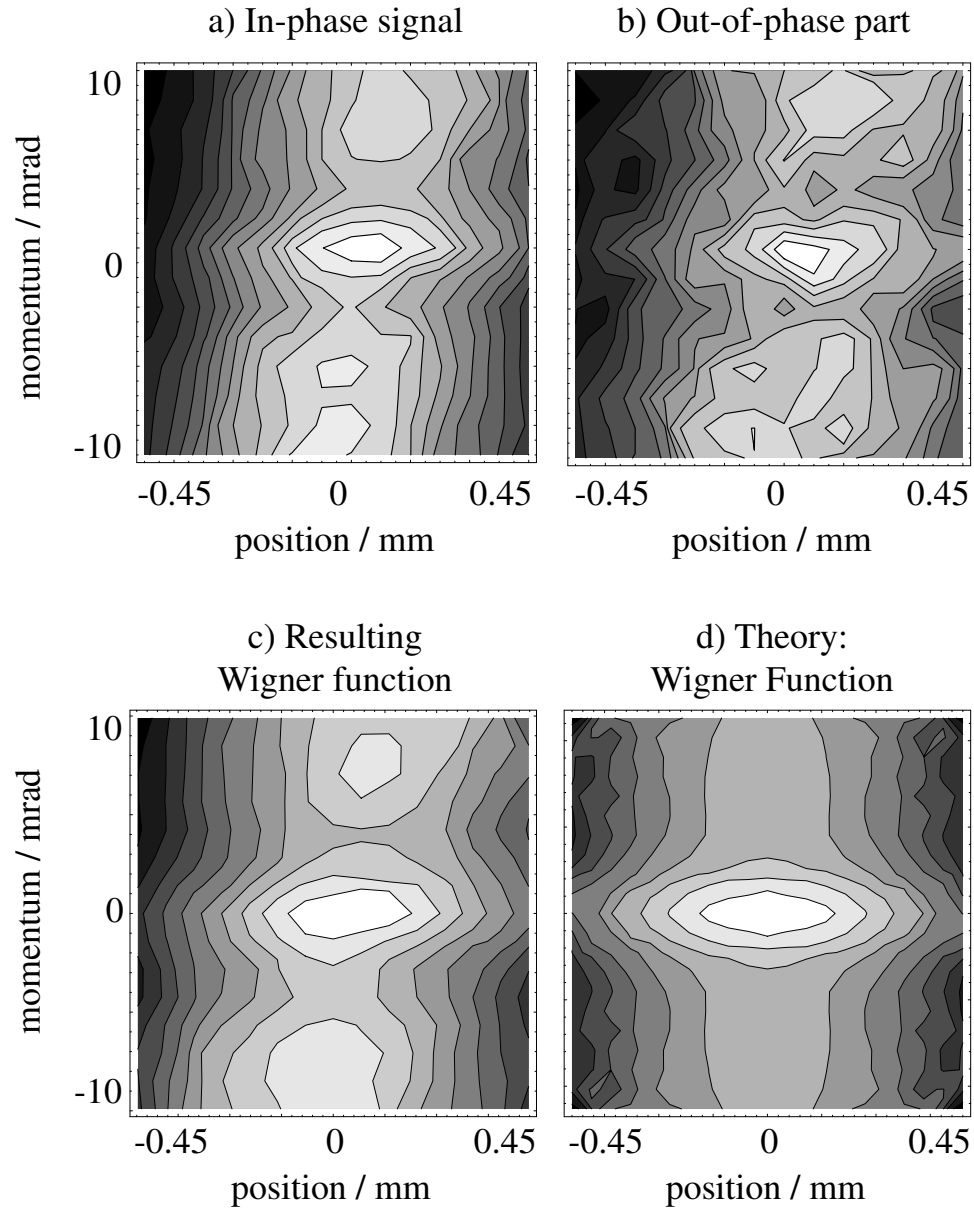 a) In-phase signal
b) Out-of-phase part
momentum / mrad
10
0
-10
-0.45 0 0.45
position / mm
-0.45 0 0.45
position / mm
c) Resulting
Wigner function
d) Theory:
Wigner Function
momentum / mrad
10
0
-10
-0.45 0 0.45
position / mm
-0.45 0 0.45
position / mm